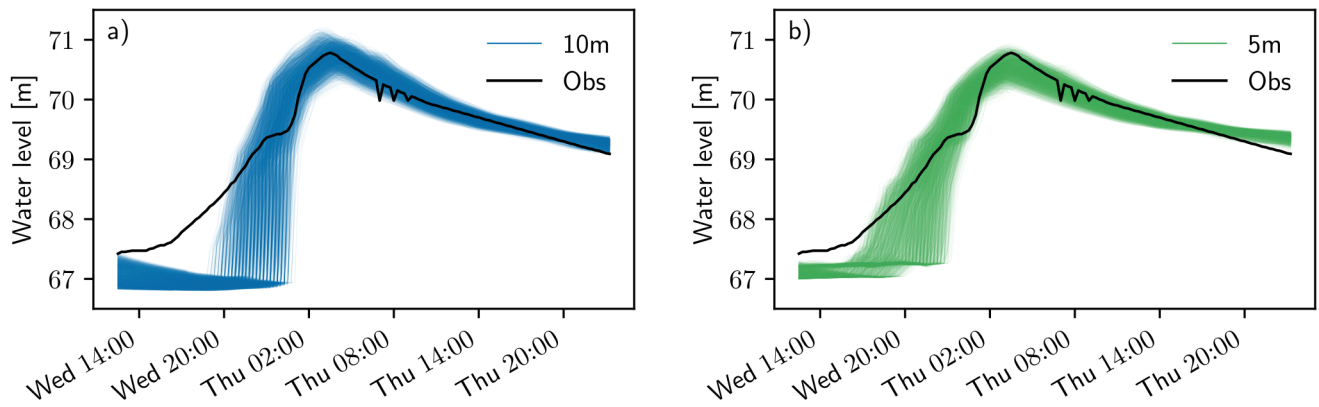 a)
10m
Obs
Water level [m]
71
70
69
68
67
Wed 14:00
Wed 20:00
Thu 02:00
Thu 08:00
Thu 14:00
Thu 20:00
b)
5m
Obs
Water level [m]
71
70
69
68
67
Wed 14:00
Wed 20:00
Thu 02:00
Thu 08:00
Thu 14:00
Thu 20:00